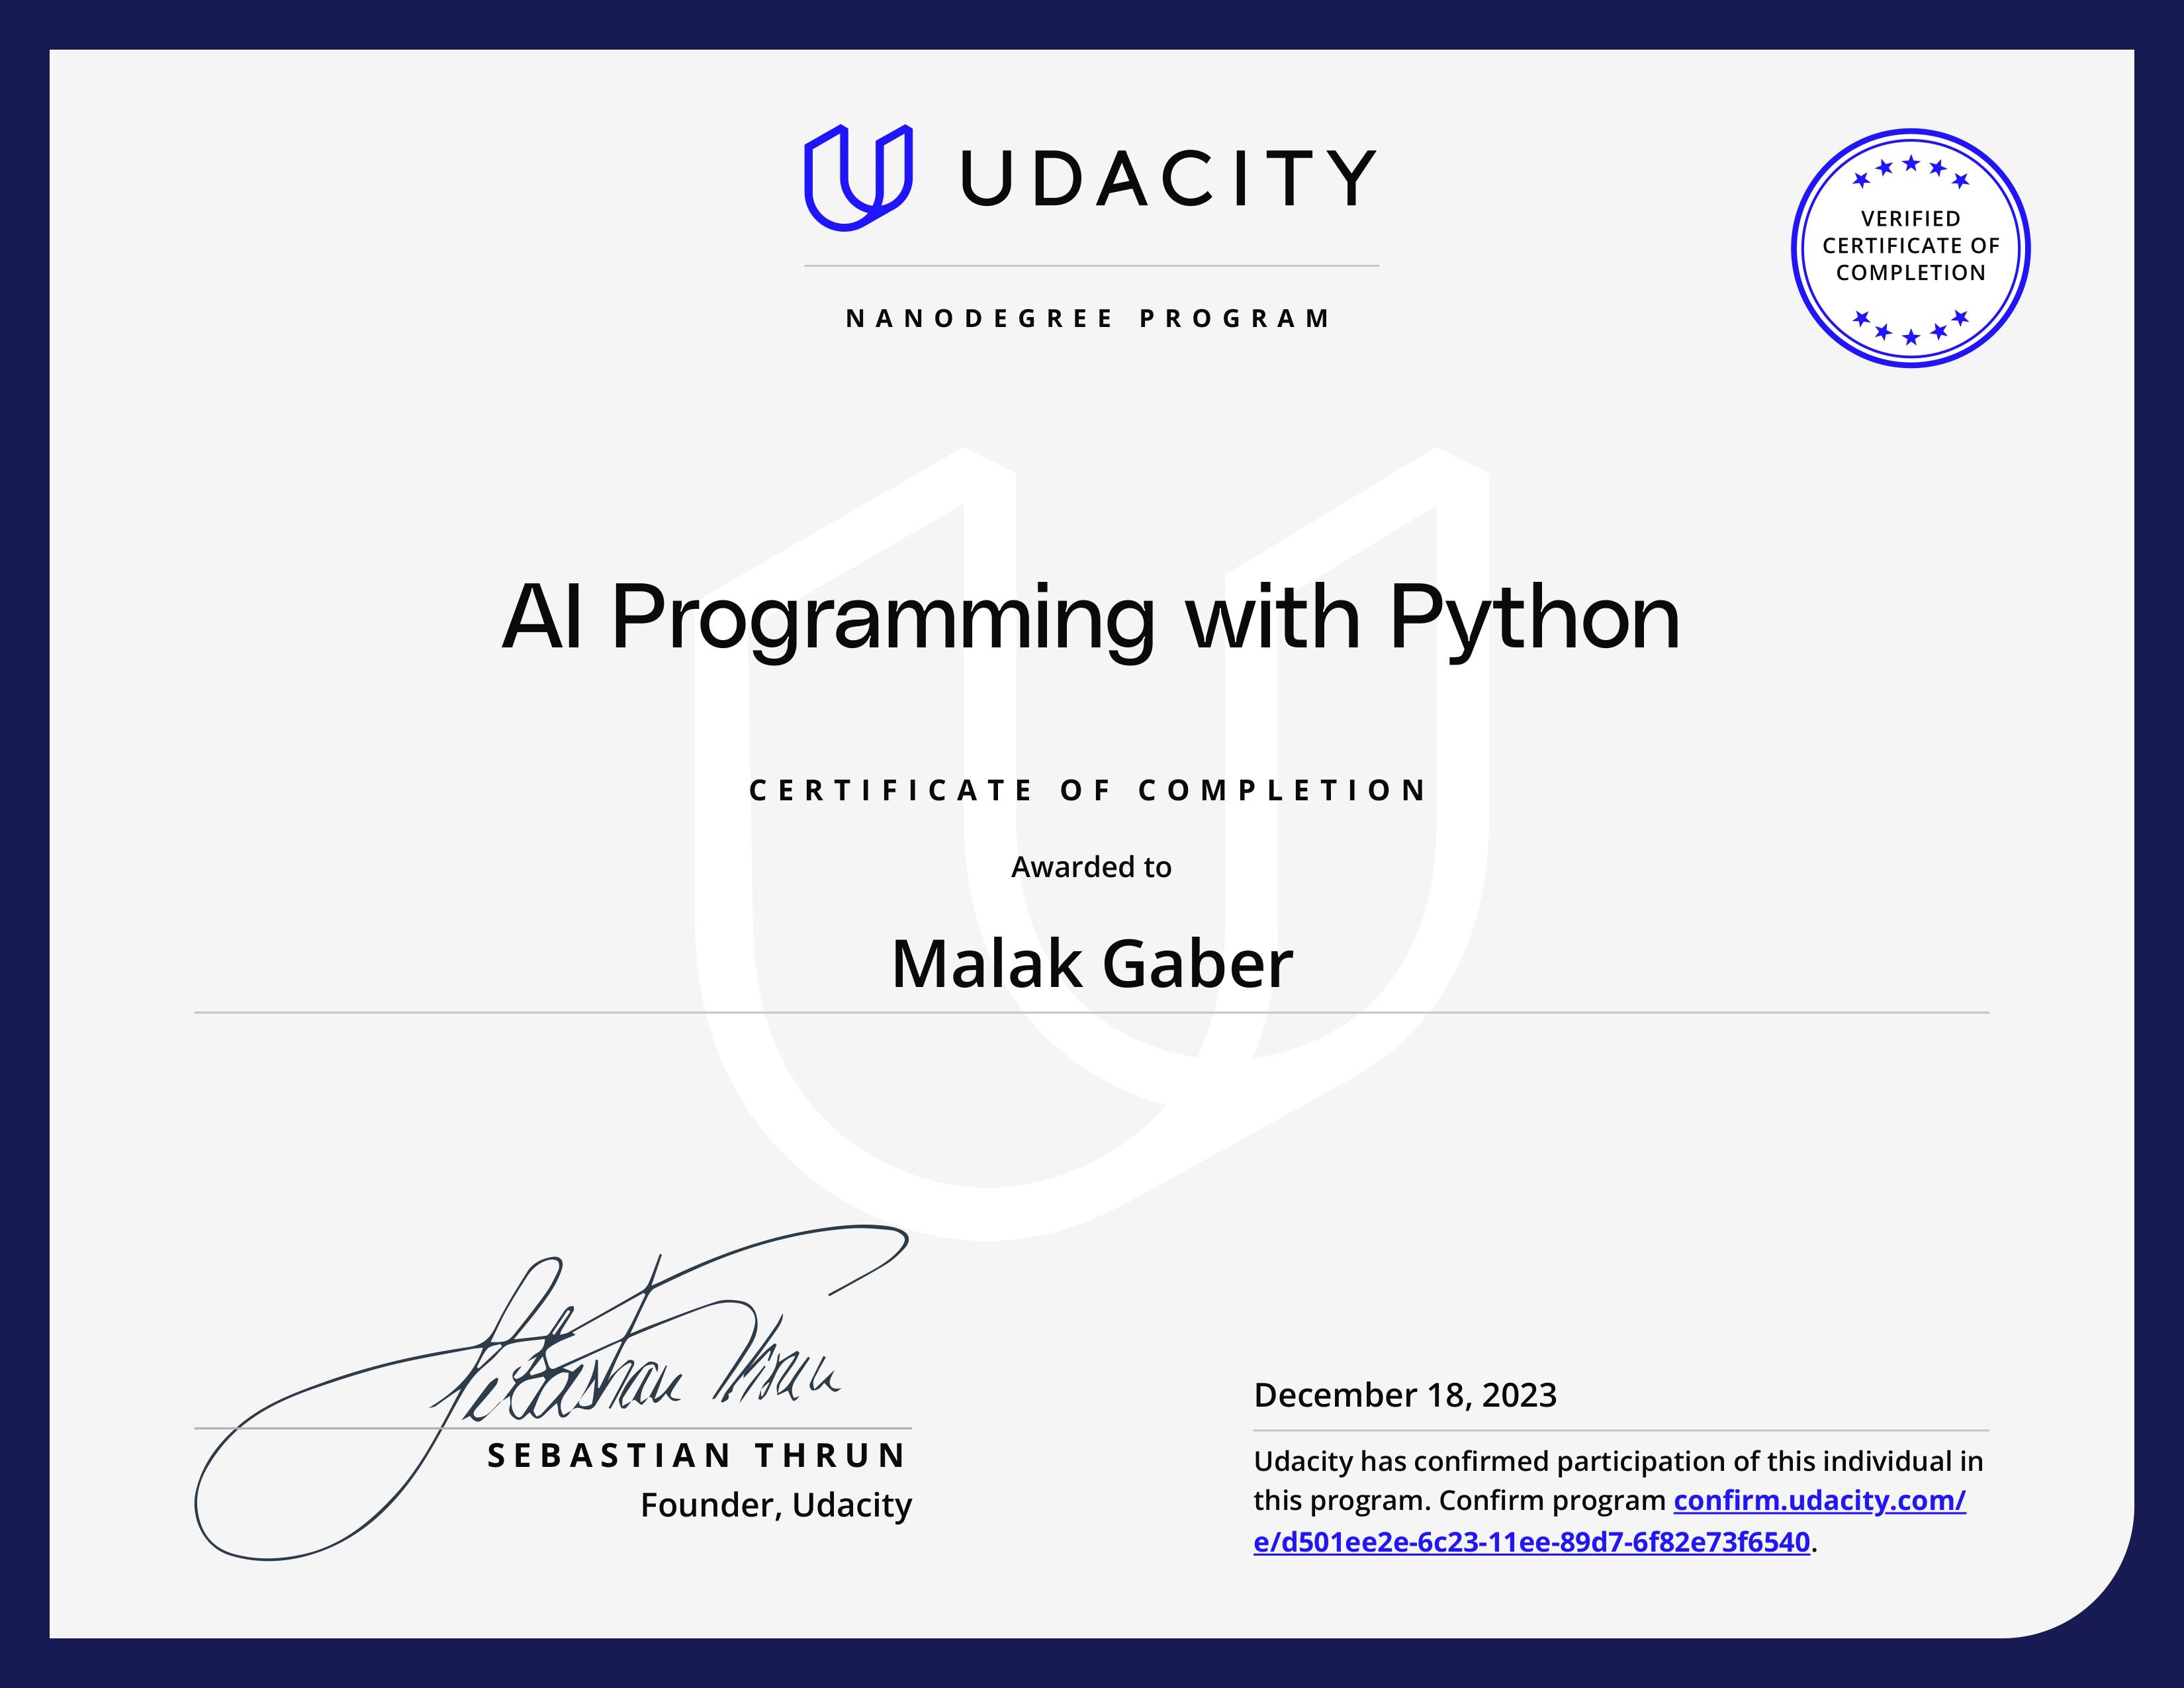 UDACITY
VERIFIED
CERTIFICATE OF
COMPLETION
NANODEGREE PROGRAM
AI Programming with Python
CERTIFICATE OF COMPLETION
Awarded to
Malak Gaber
Sebastian Thrun
SEBASTIAN THRUN
Founder, Udacity
December 18, 2023
Udacity has confirmed participation of this individual in
this program. Confirm program confirm.udacity.com/
e/d501ee2e-6c23-11ee-89d7-6f82e73f6540.